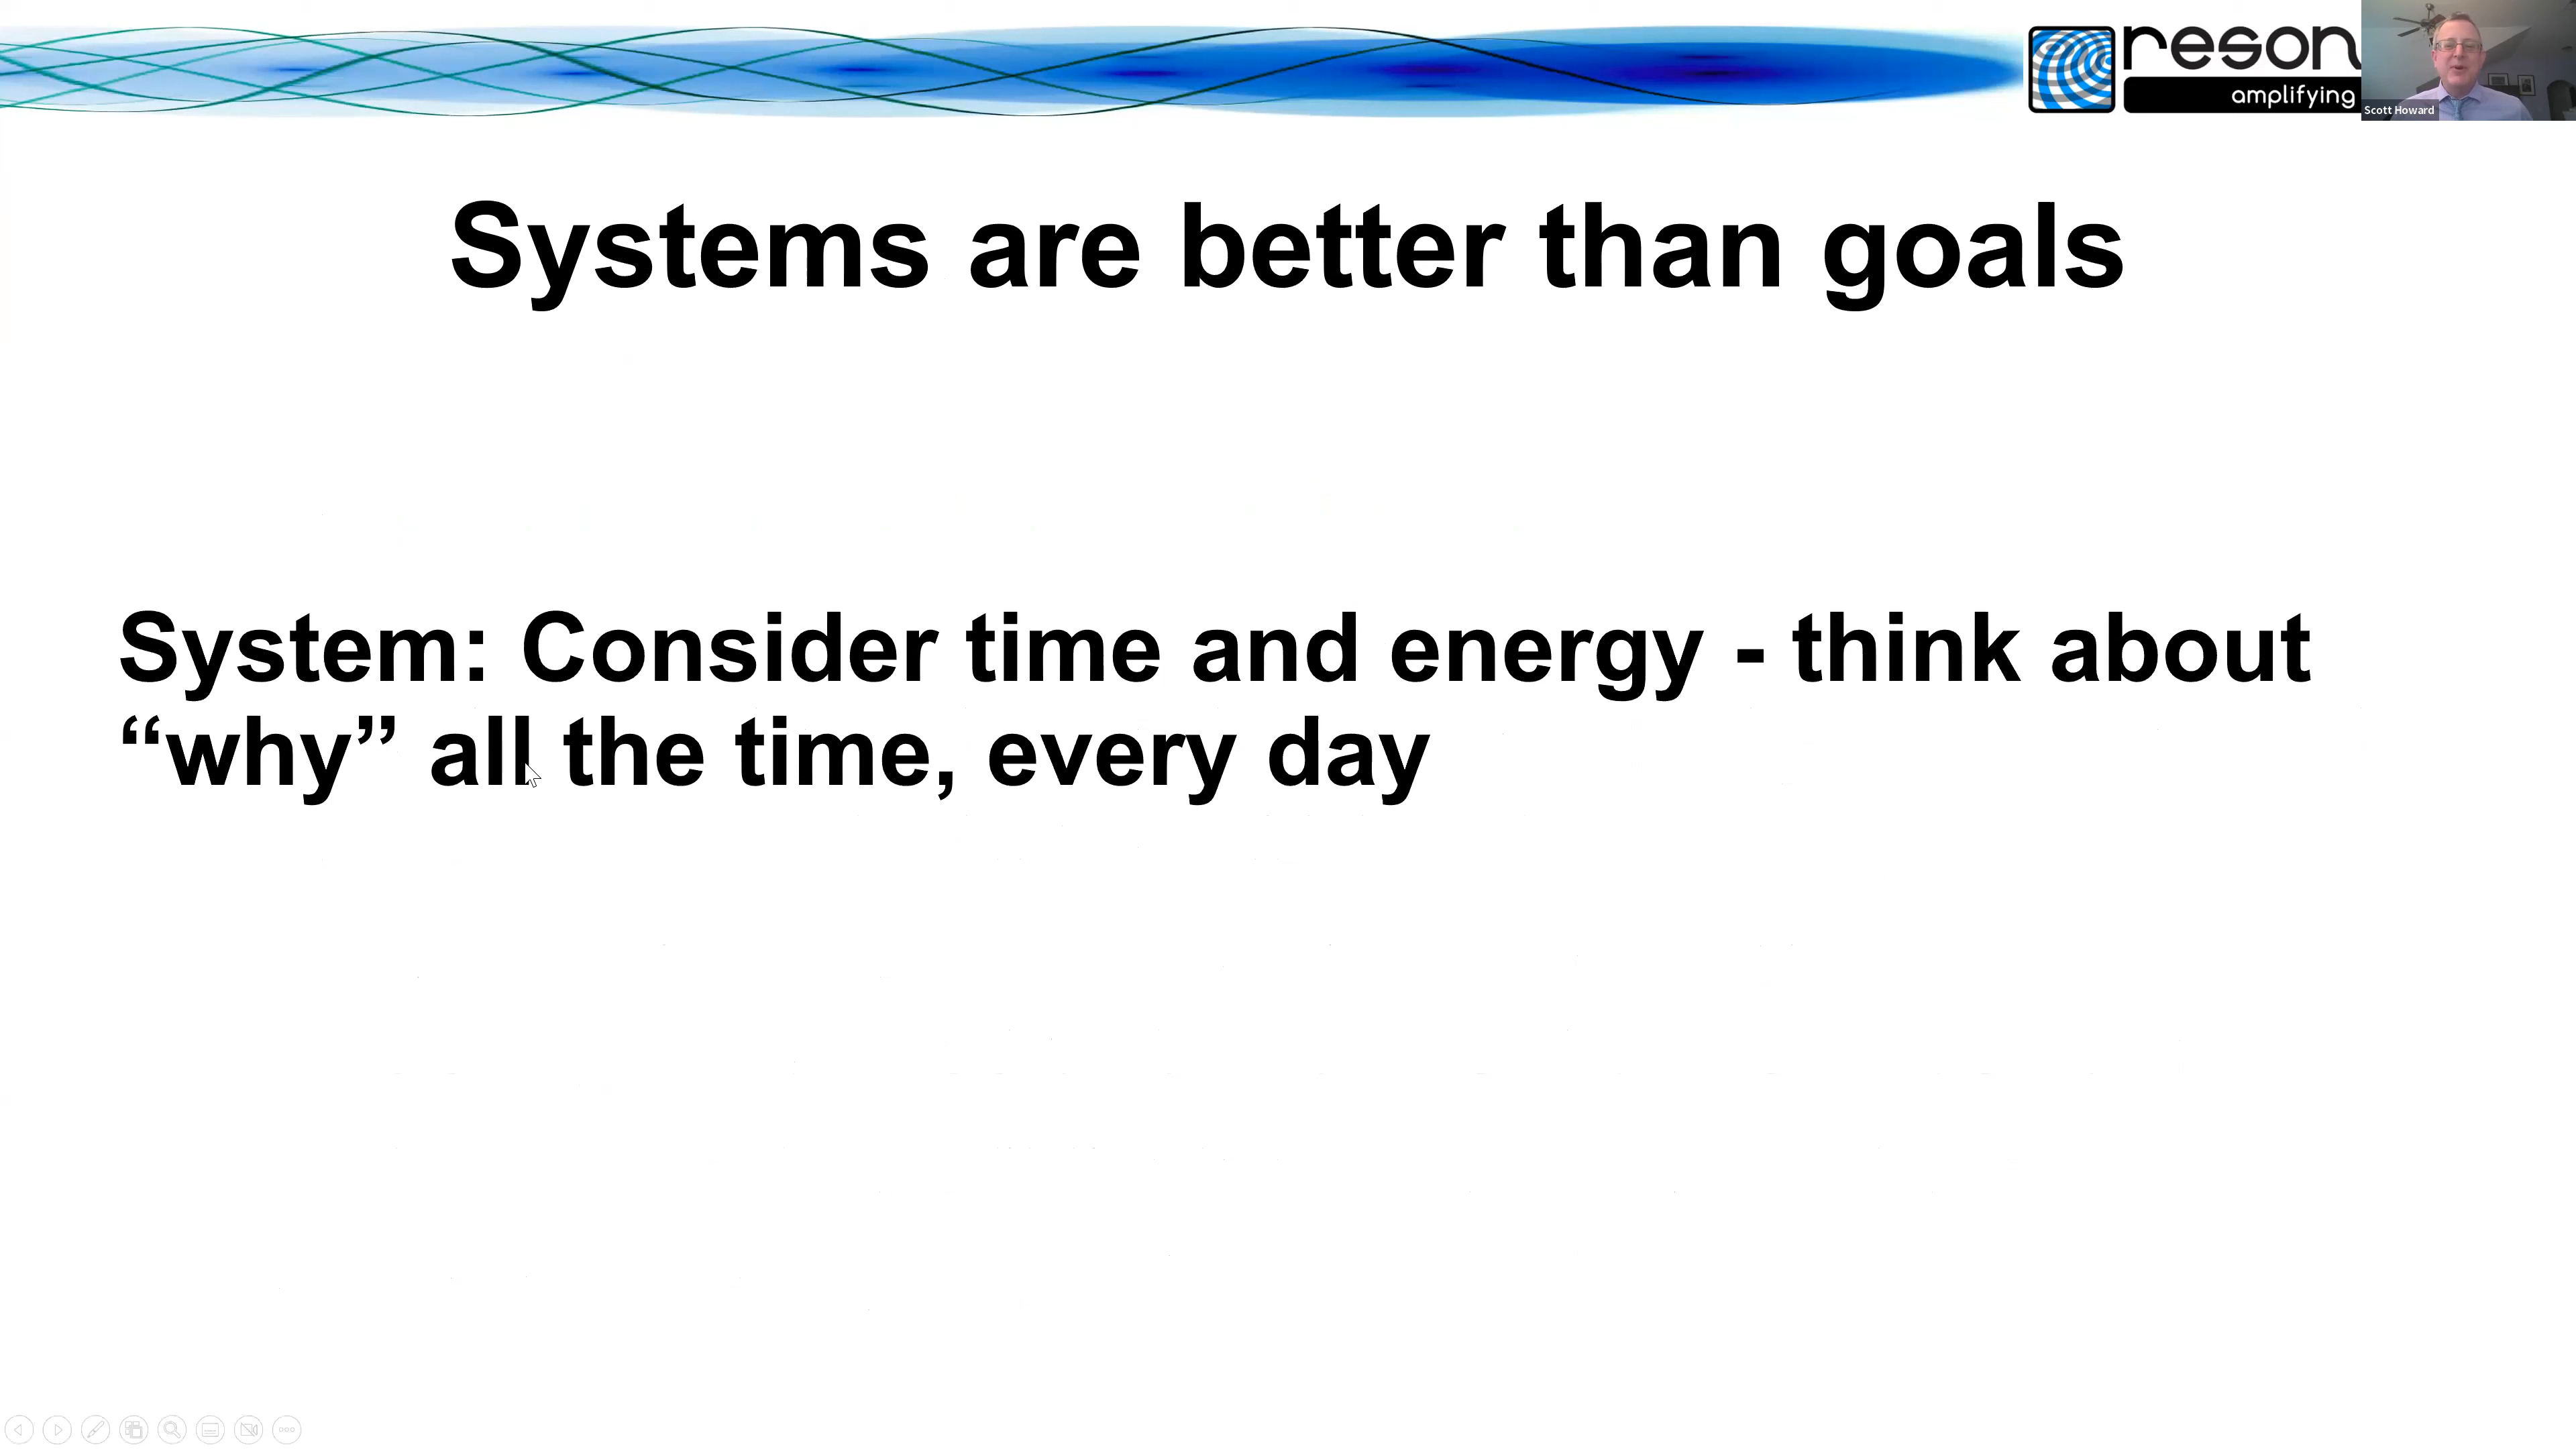 reson
amplifying
Scott Howard
Systems are better than goals
System: Consider time and energy - think about
“why” all the time, every day